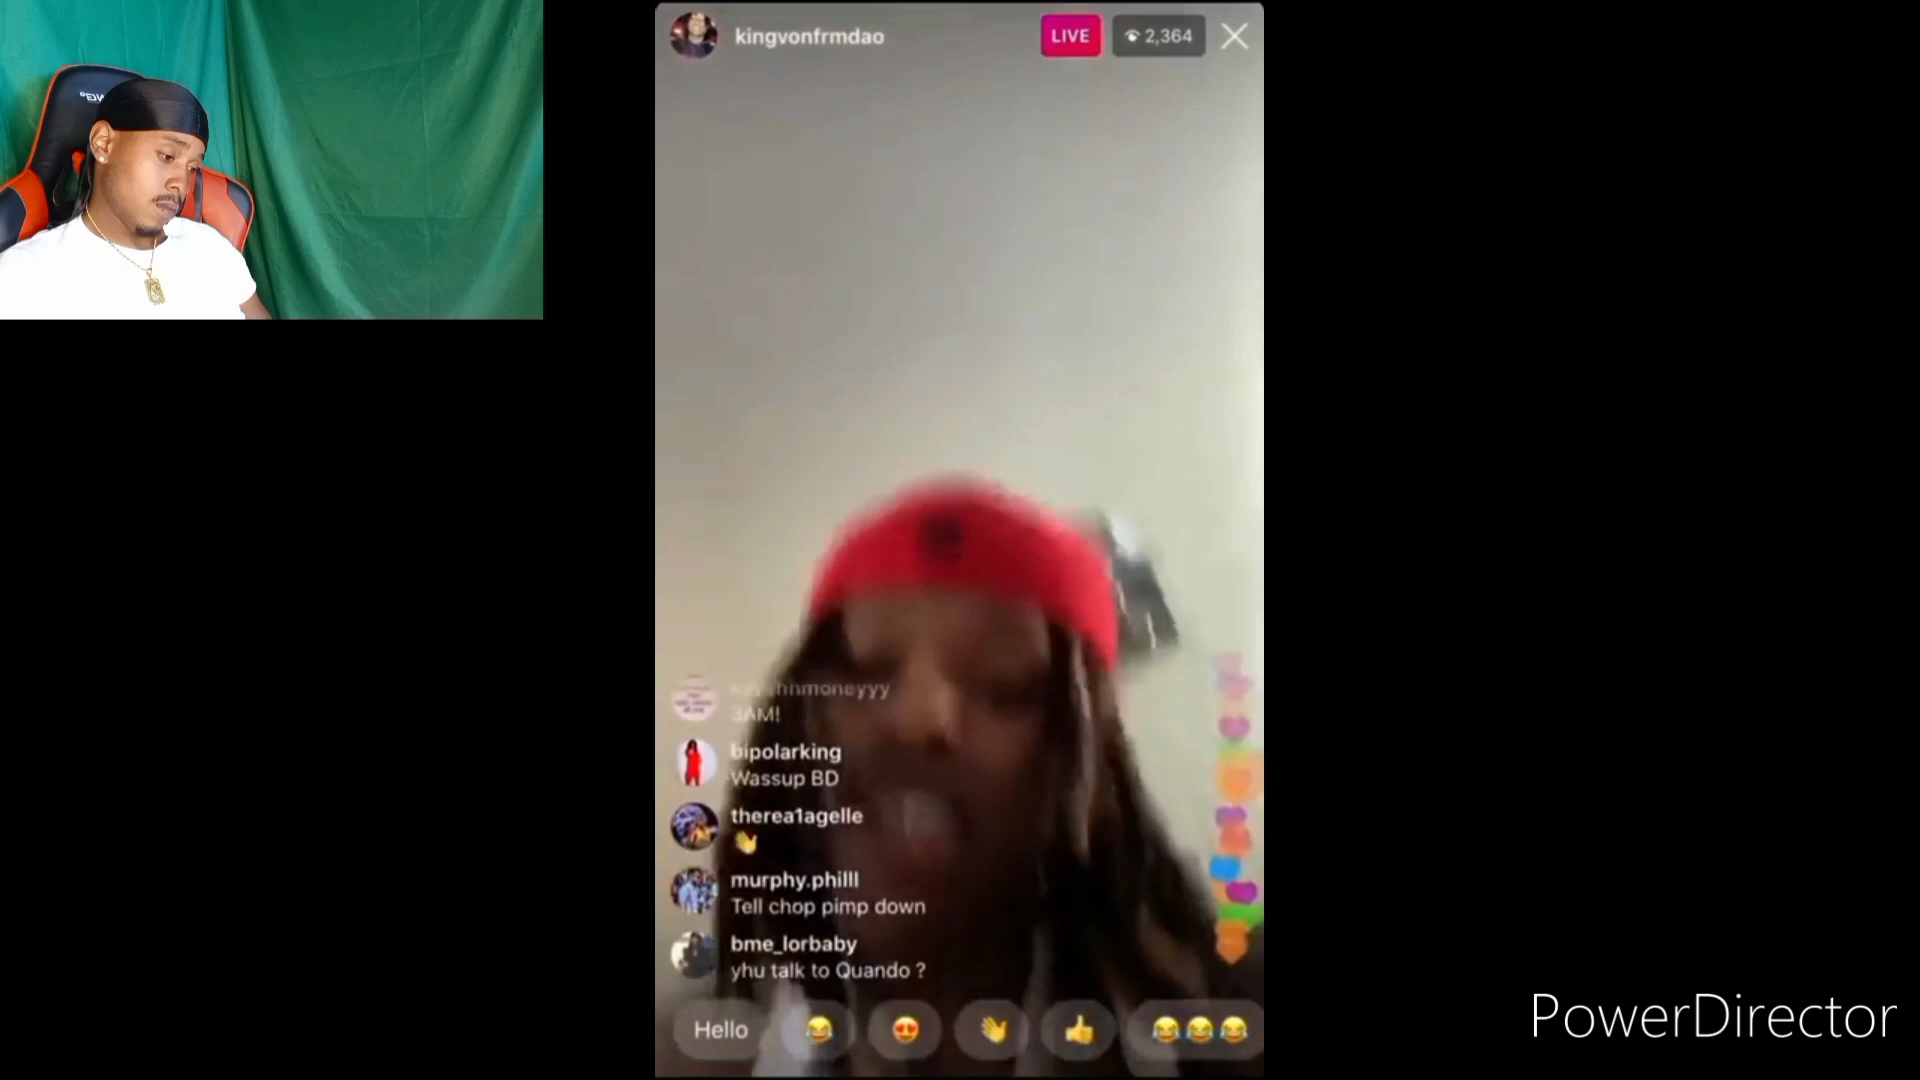 kingvonfrmdao
LIVE
2,364
3AM!
bipolarking
Wassup BD
therea1agelle
👋
murphy.philll
Tell chop pimp down
bme_lorbaby
yhu talk to Quando ?
Hello 😂 😍 👋 👍 😂😂😂
PowerDirector